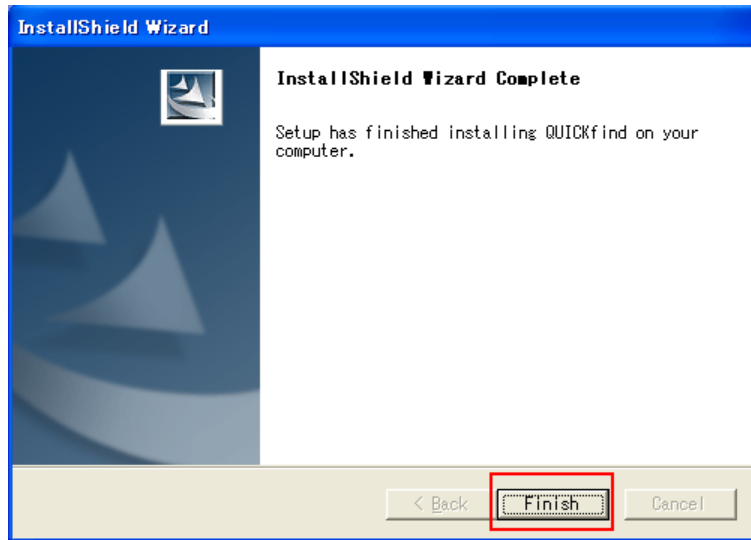 InstallShield Wizard
InstallShield Wizard Complete
Setup has finished installing QUICKfind on your
computer.
< Back
Finish
Cancel